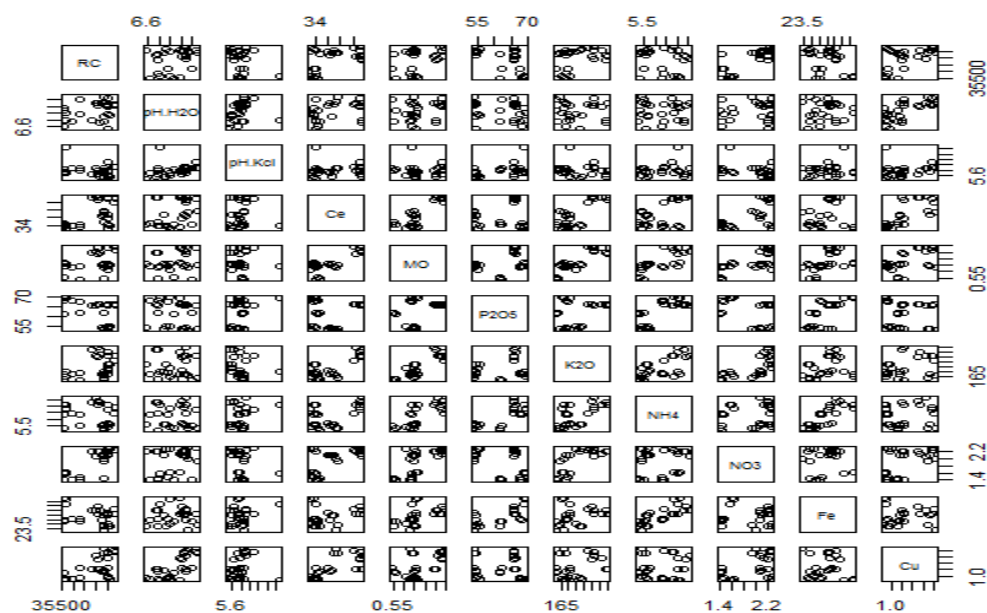 6.6 34 55 70 5.5 23.5
RC 35500
6.6 pH.H2O
pH.Kcl 5.6
34 Ce
MO 0.55
55 70 P2O5
K2O 165
5.5 NH4
NO3 1.4 2.2
23.5 Fe
Cu 1.0
35500 5.6 0.55 165 1.4 2.2 1.0